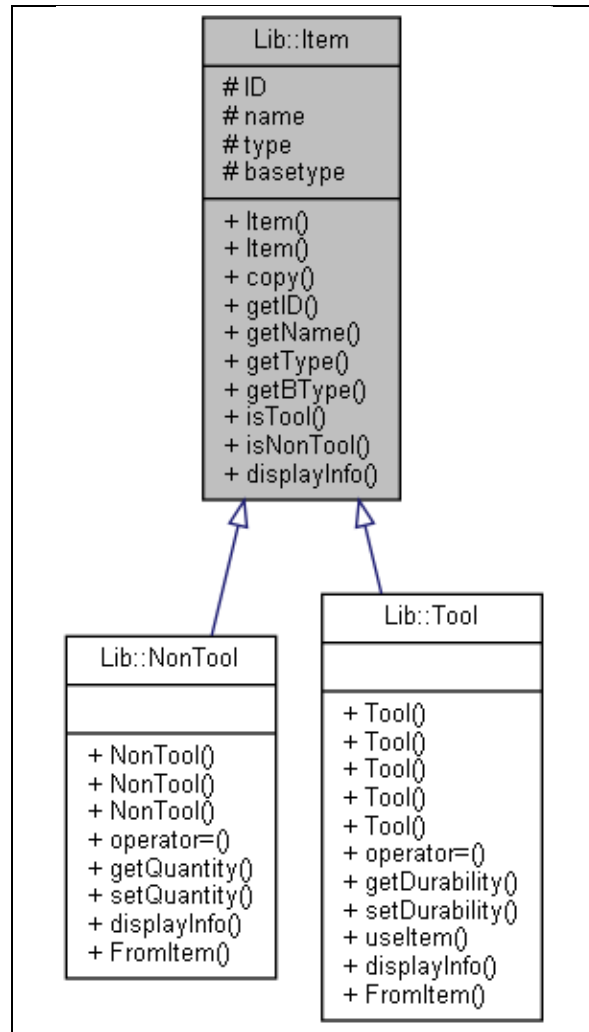 Lib::Item
# ID
# name
# type
# basetype
+ Item()
+ Item()
+ copy()
+ getID()
+ getName()
+ getType()
+ getBType()
+ isTool()
+ isNonTool()
+ displayInfo()
Lib::NonTool
+ NonTool()
+ NonTool()
+ NonTool()
+ operator=()
+ getQuantity()
+ setQuantity()
+ displayInfo()
+ FromItem()
Lib::Tool
+ Tool()
+ Tool()
+ Tool()
+ Tool()
+ Tool()
+ operator=()
+ getDurability()
+ setDurability()
+ useItem()
+ displayInfo()
+ FromItem()